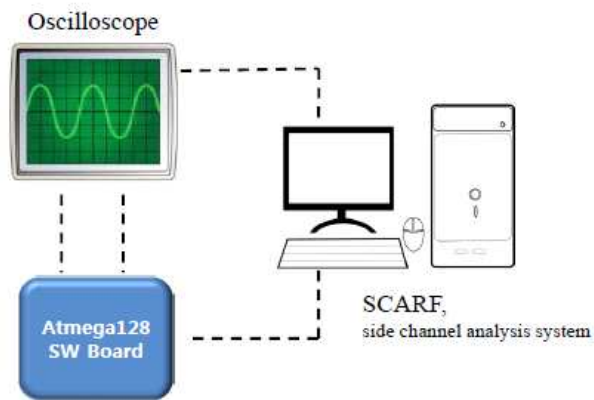 Oscilloscope
Atmega128
SW Board
SCARF,
side channel analysis system